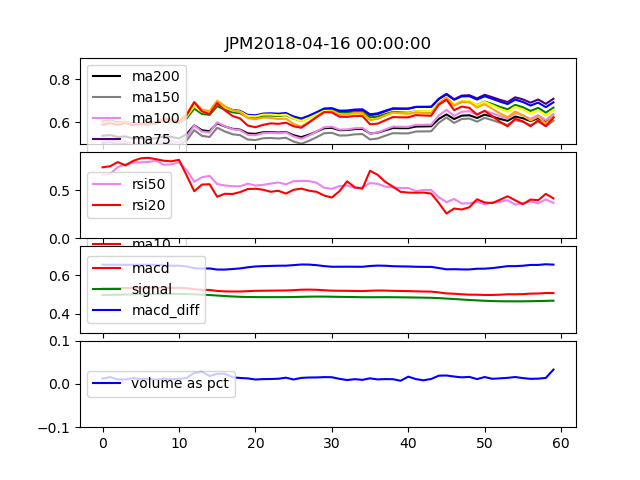 JPM2018-04-16 00:00:00
0.8
0.6
ma200
ma150
ma100
ma75
0.5
0.0
rsi50
rsi20
ma10
0.6
0.4
macd
signal
macd_diff
0.1
0.0
−0.1
volume as pct
0 10 20 30 40 50 60